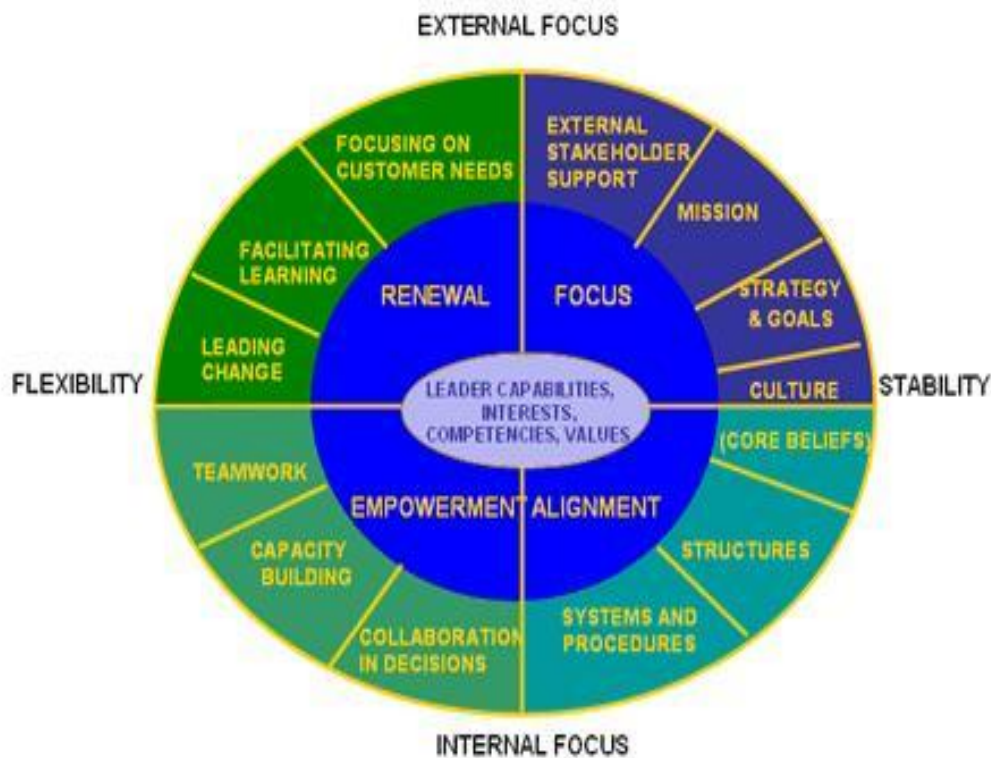 EXTERNAL FOCUS
FOCUSING ON
CUSTOMER NEEDS
EXTERNAL
STAKEHOLDER
SUPPORT
MISSION
FACILITATING
LEARNING
RENEWAL
FOCUS
STRATEGY
& GOALS
LEADING
CHANGE
FLEXIBILITY
LEADER CAPABILITIES,
INTERESTS,
COMPETENCIES, VALUES
CULTURE
STABILITY
(CORE BELIEFS)
TEAMWORK
EMPOWERMENT
ALIGNMENT
CAPACITY
BUILDING
STRUCTURES
COLLABORATION
IN DECISIONS
SYSTEMS AND
PROCEDURES
INTERNAL FOCUS